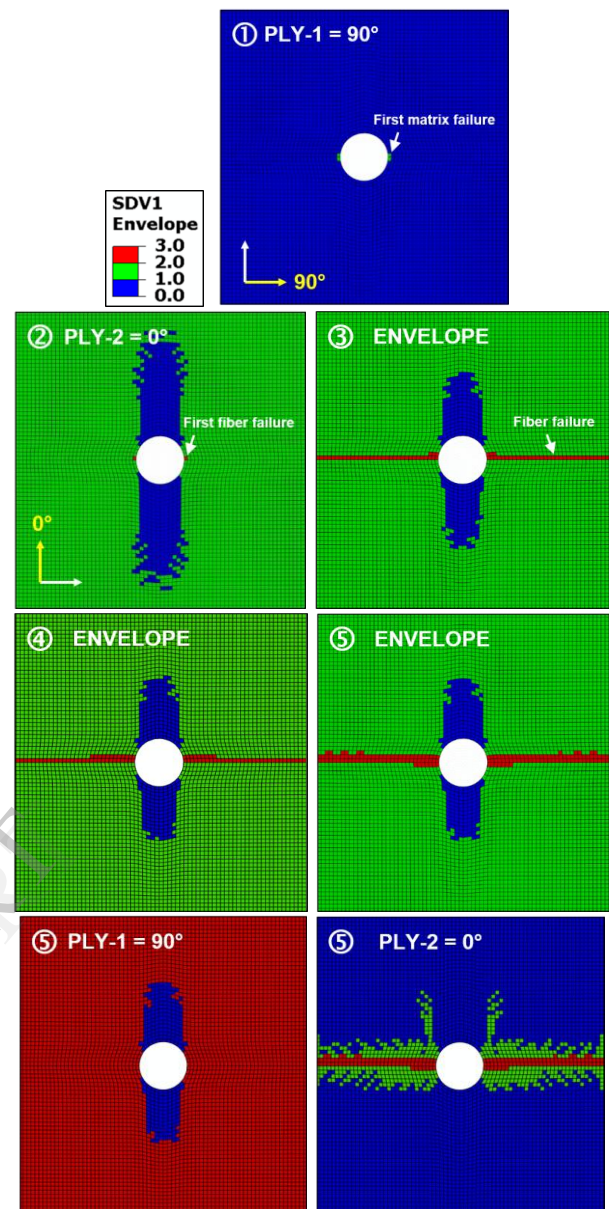 ① PLY-1 = 90°
First matrix failure
SDV1
Envelope
3.0
2.0
1.0
0.0
90°
② PLY-2 = 0°
First fiber failure
0°
③ ENVELOPE
Fiber failure
④ ENVELOPE
⑤ ENVELOPE
⑤ PLY-1 = 90°
⑤ PLY-2 = 0°